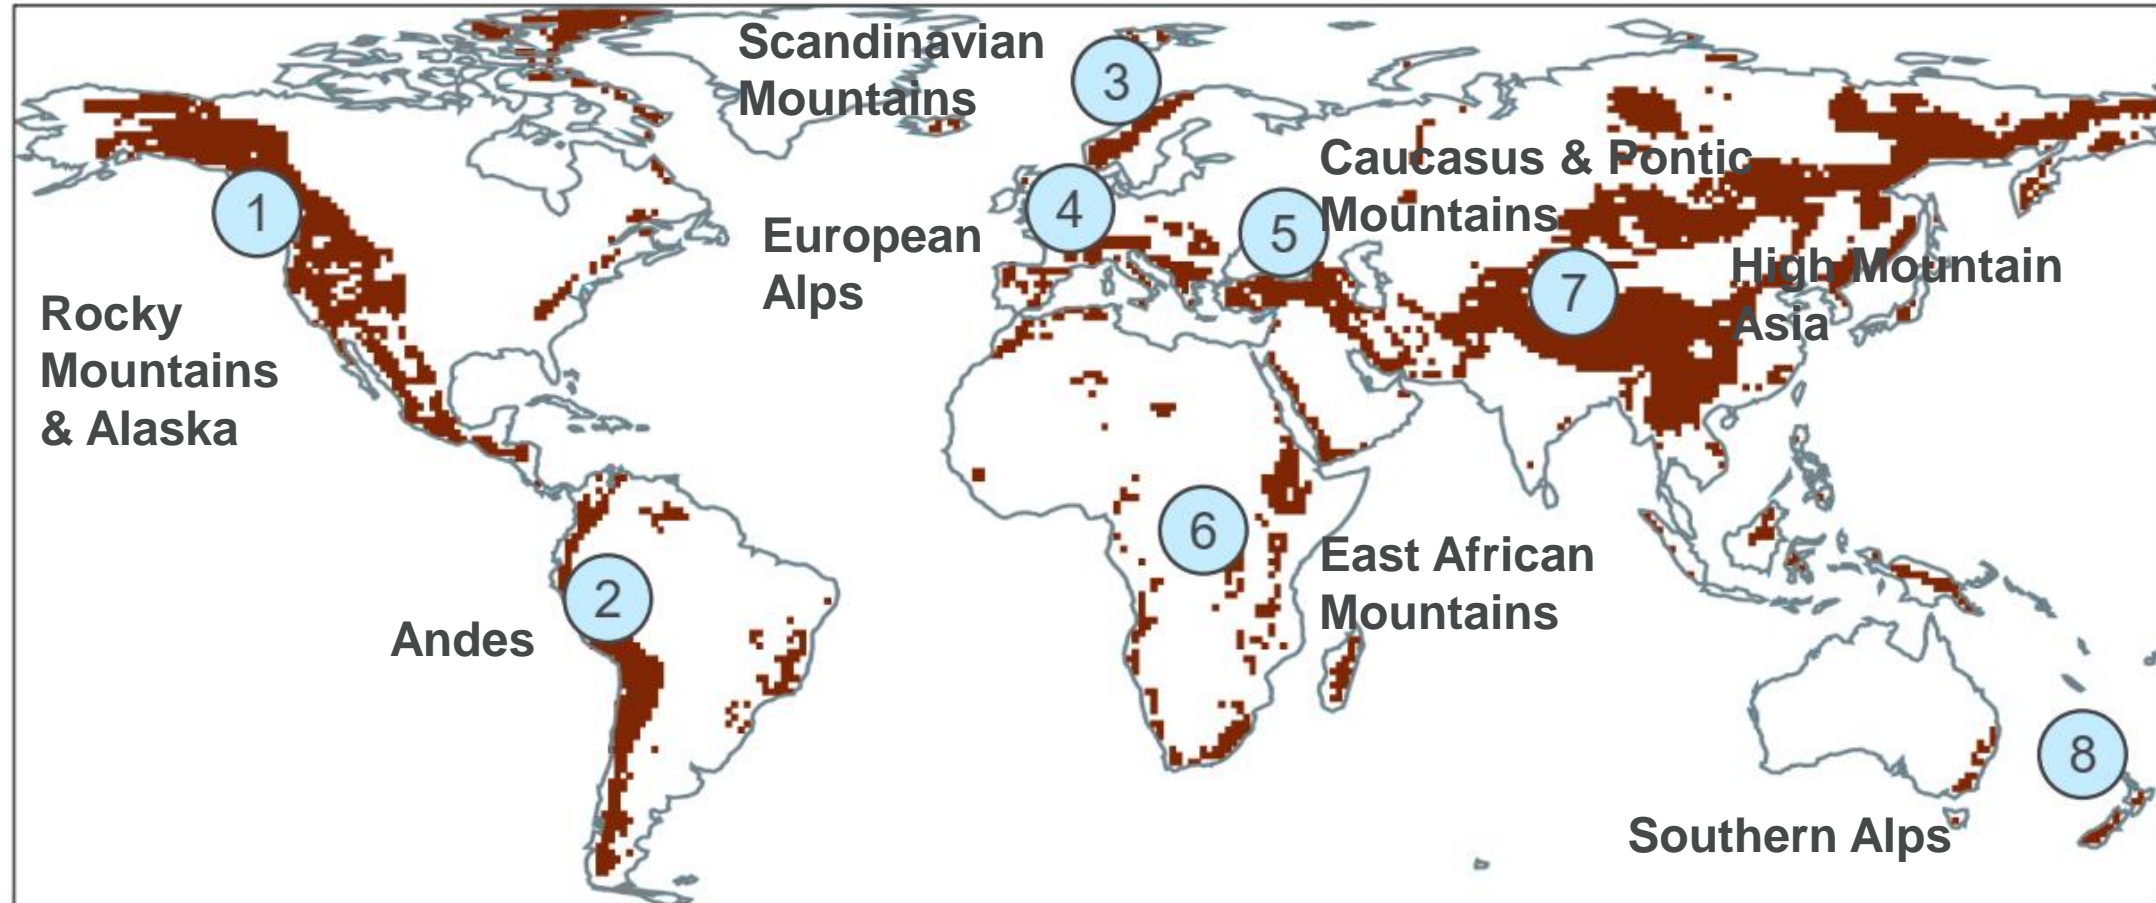 Scandinavian
Mountains
3
Caucasus & Pontic
Mountains
1
4
5
European
Alps
7
High Mountain
Asia
Rocky
Mountains
& Alaska
6
East African
Mountains
2
Andes
8
Southern Alps